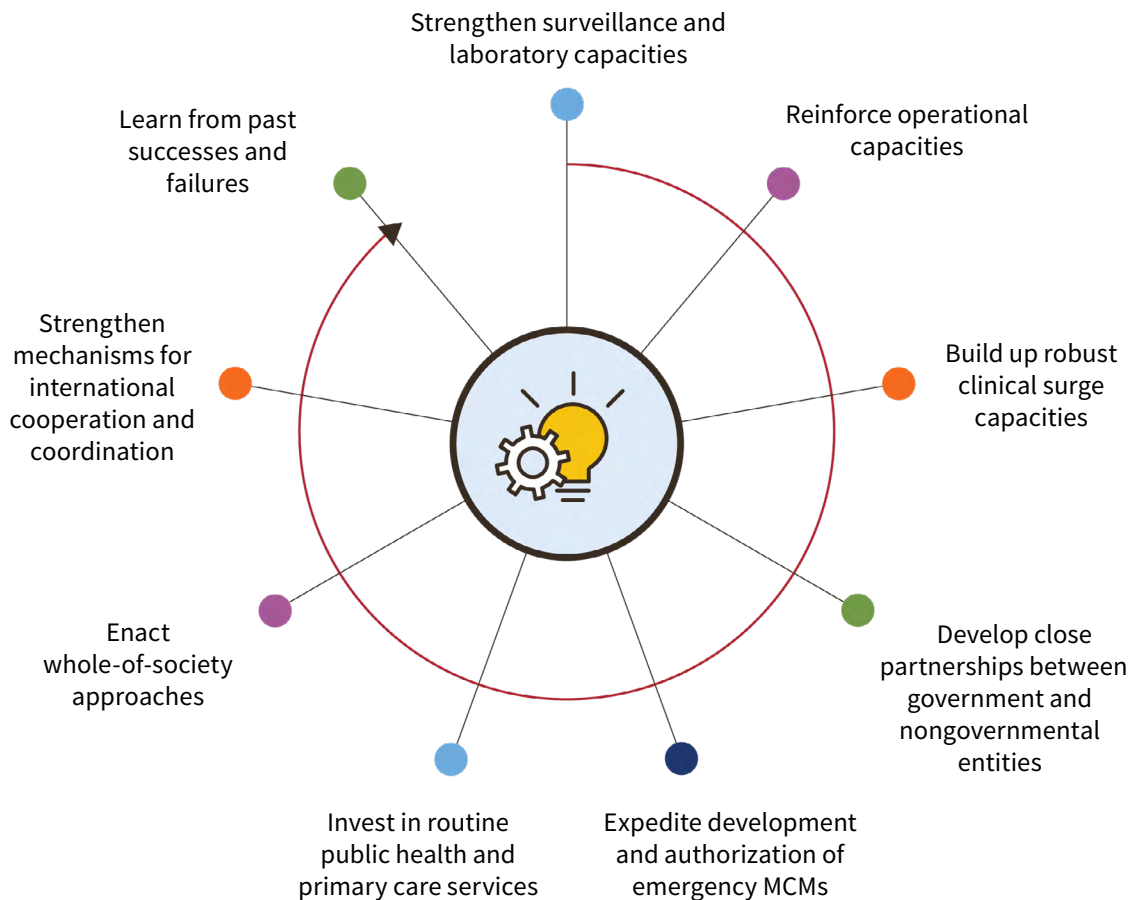 Strengthen surveillance and
laboratory capacities
Reinforce operational
capacities
Build up robust
clinical surge
capacities
Develop close
partnerships between
government and
nongovernmental
entities
Expedite development
and authorization of
emergency MCMs
Invest in routine
public health and
primary care services
Enact
whole-of-society
approaches
Strengthen
mechanisms for
international
cooperation and
coordination
Learn from past
successes and
failures